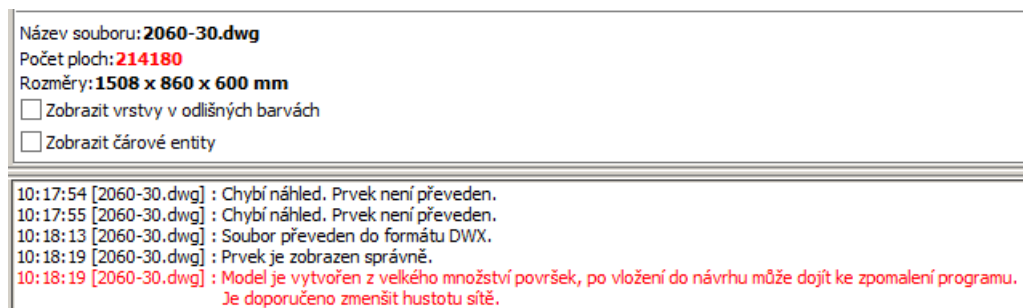 Název souboru: 2060-30.dwg
Počet ploch: 214180
Rozměry: 1508 x 860 x 600 mm
Zobrazit vrstvy v odlišných barvách
Zobrazit čárové entity
10:17:54 [2060-30.dwg] : Chybí náhled. Prvek není převeden.
10:17:55 [2060-30.dwg] : Chybí náhled. Prvek není převeden.
10:18:13 [2060-30.dwg] : Soubor převeden do formátu DWX.
10:18:19 [2060-30.dwg] : Prvek je zobrazen správně.
10:18:19 [2060-30.dwg] : Model je vytvořen z velkého množství površek, po vložení do návrhu může dojít ke zpomalení programu.
Je doporučeno zmenšit hustotu sítě.